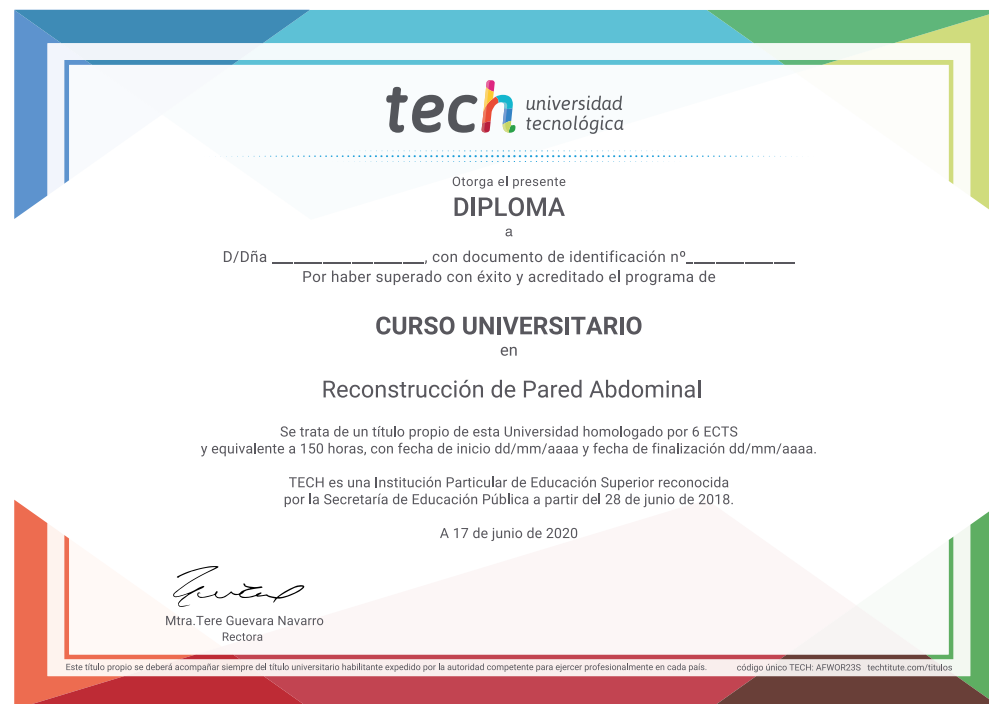 tech universidad
tecnológica
Otorga el presente
DIPLOMA
a
D/Dña ____________________, con documento de identificación nº______________
Por haber superado con éxito y acreditado el programa de
CURSO UNIVERSITARIO
en
Reconstrucción de Pared Abdominal
Se trata de un título propio de esta Universidad homologado por 6 ECTS
y equivalente a 150 horas, con fecha de inicio dd/mm/aaaa y fecha de finalización dd/mm/aaaa.
TECH es una Institución Particular de Educación Superior reconocida
por la Secretaría de Educación Pública a partir del 28 de junio de 2018.
A 17 de junio de 2020
Mtra.Tere Guevara Navarro
Rectora
Este título propio se deberá acompañar siempre del título universitario habilitante expedido por la autoridad competente para ejercer profesionalmente en cada país. código único TECH: AFWOR23S techtitute.com/titulos